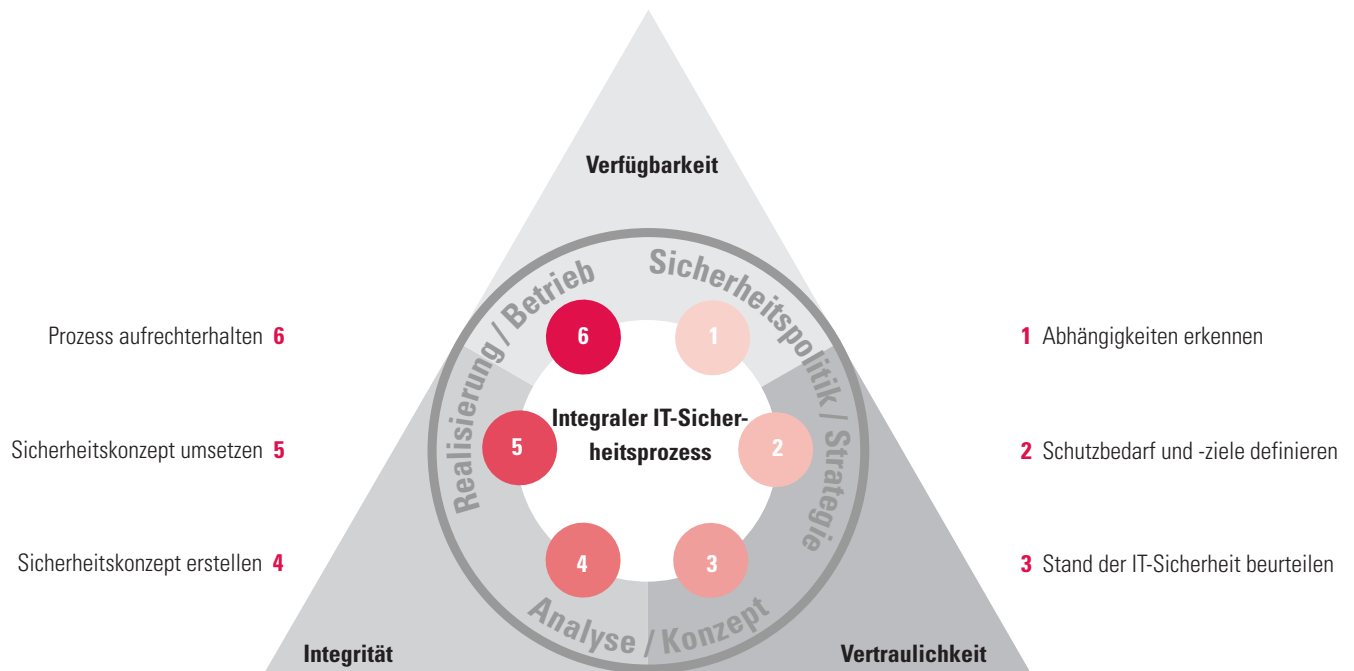 Verfügbarkeit
Realisierung / Betrieb
Sicherheitspolitik / Strategie
Analyse / Konzept
Prozess aufrechterhalten 6
Sicherheitskonzept umsetzen 5
Sicherheitskonzept erstellen 4
6
1
5
Integraler IT-Sicher-
heitsprozess
2
4
3
1 Abhängigkeiten erkennen
2 Schutzbedarf und -ziele definieren
3 Stand der IT-Sicherheit beurteilen
Integrität
Vertraulichkeit